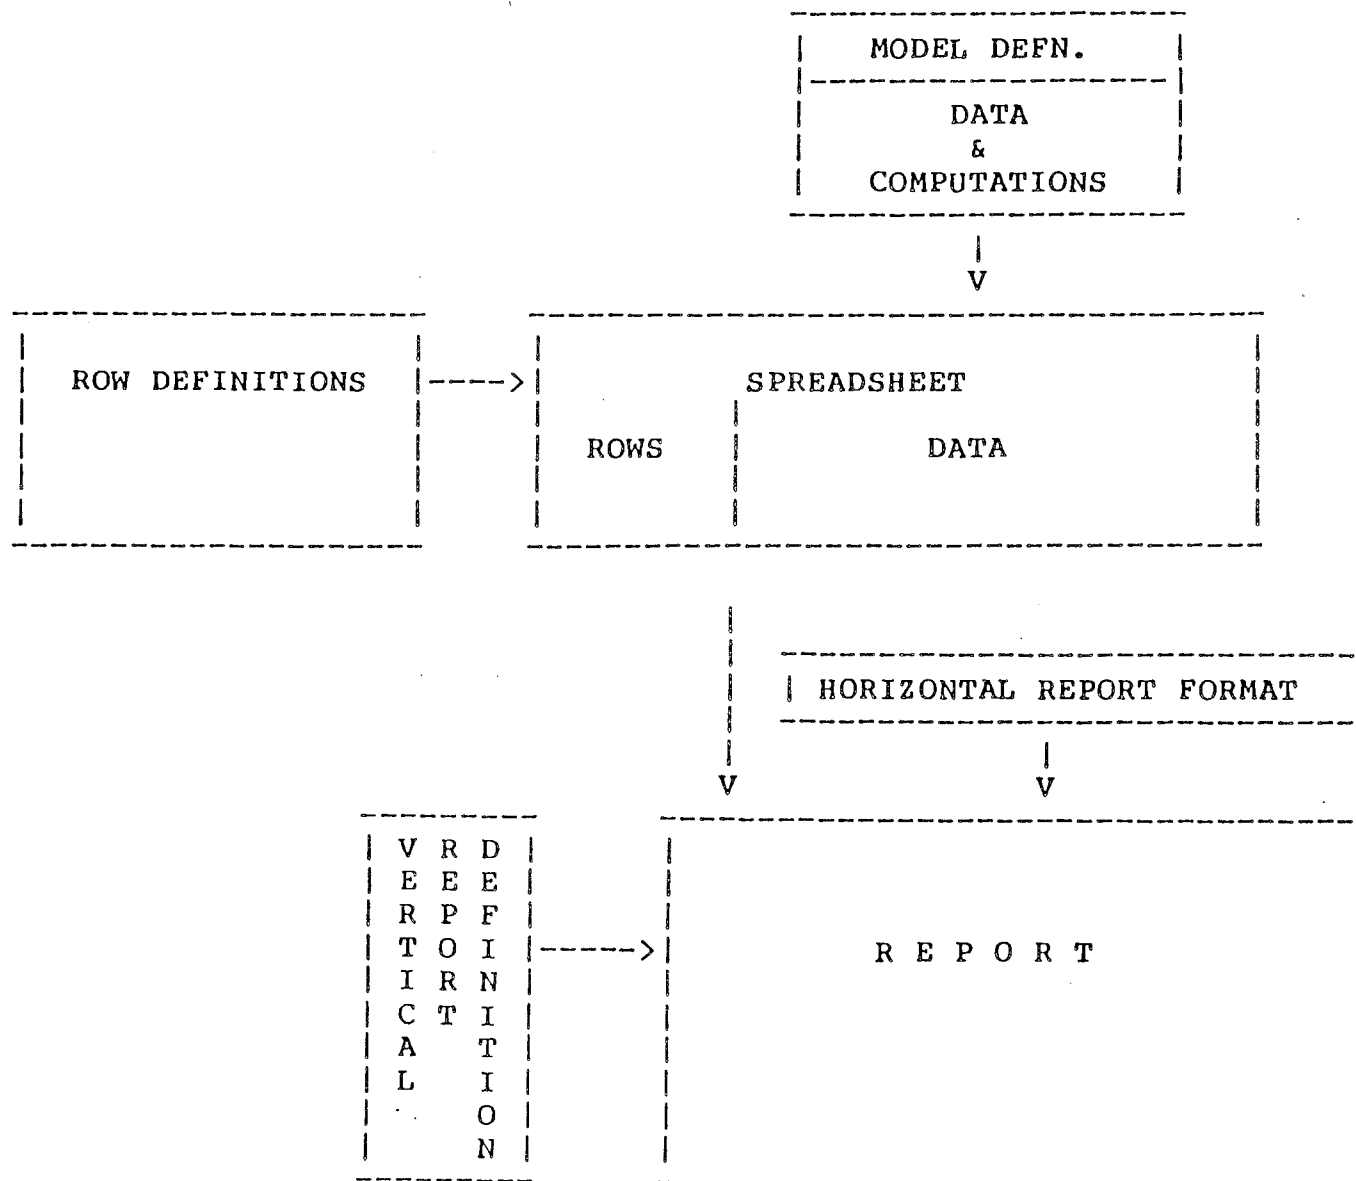 MODEL DEFN.
DATA
&
COMPUTATIONS
ROW DEFINITIONS
SPREADSHEET
ROWS DATA
HORIZONTAL REPORT FORMAT
VERTICAL
REPORT
DEFINITION
R E P O R T